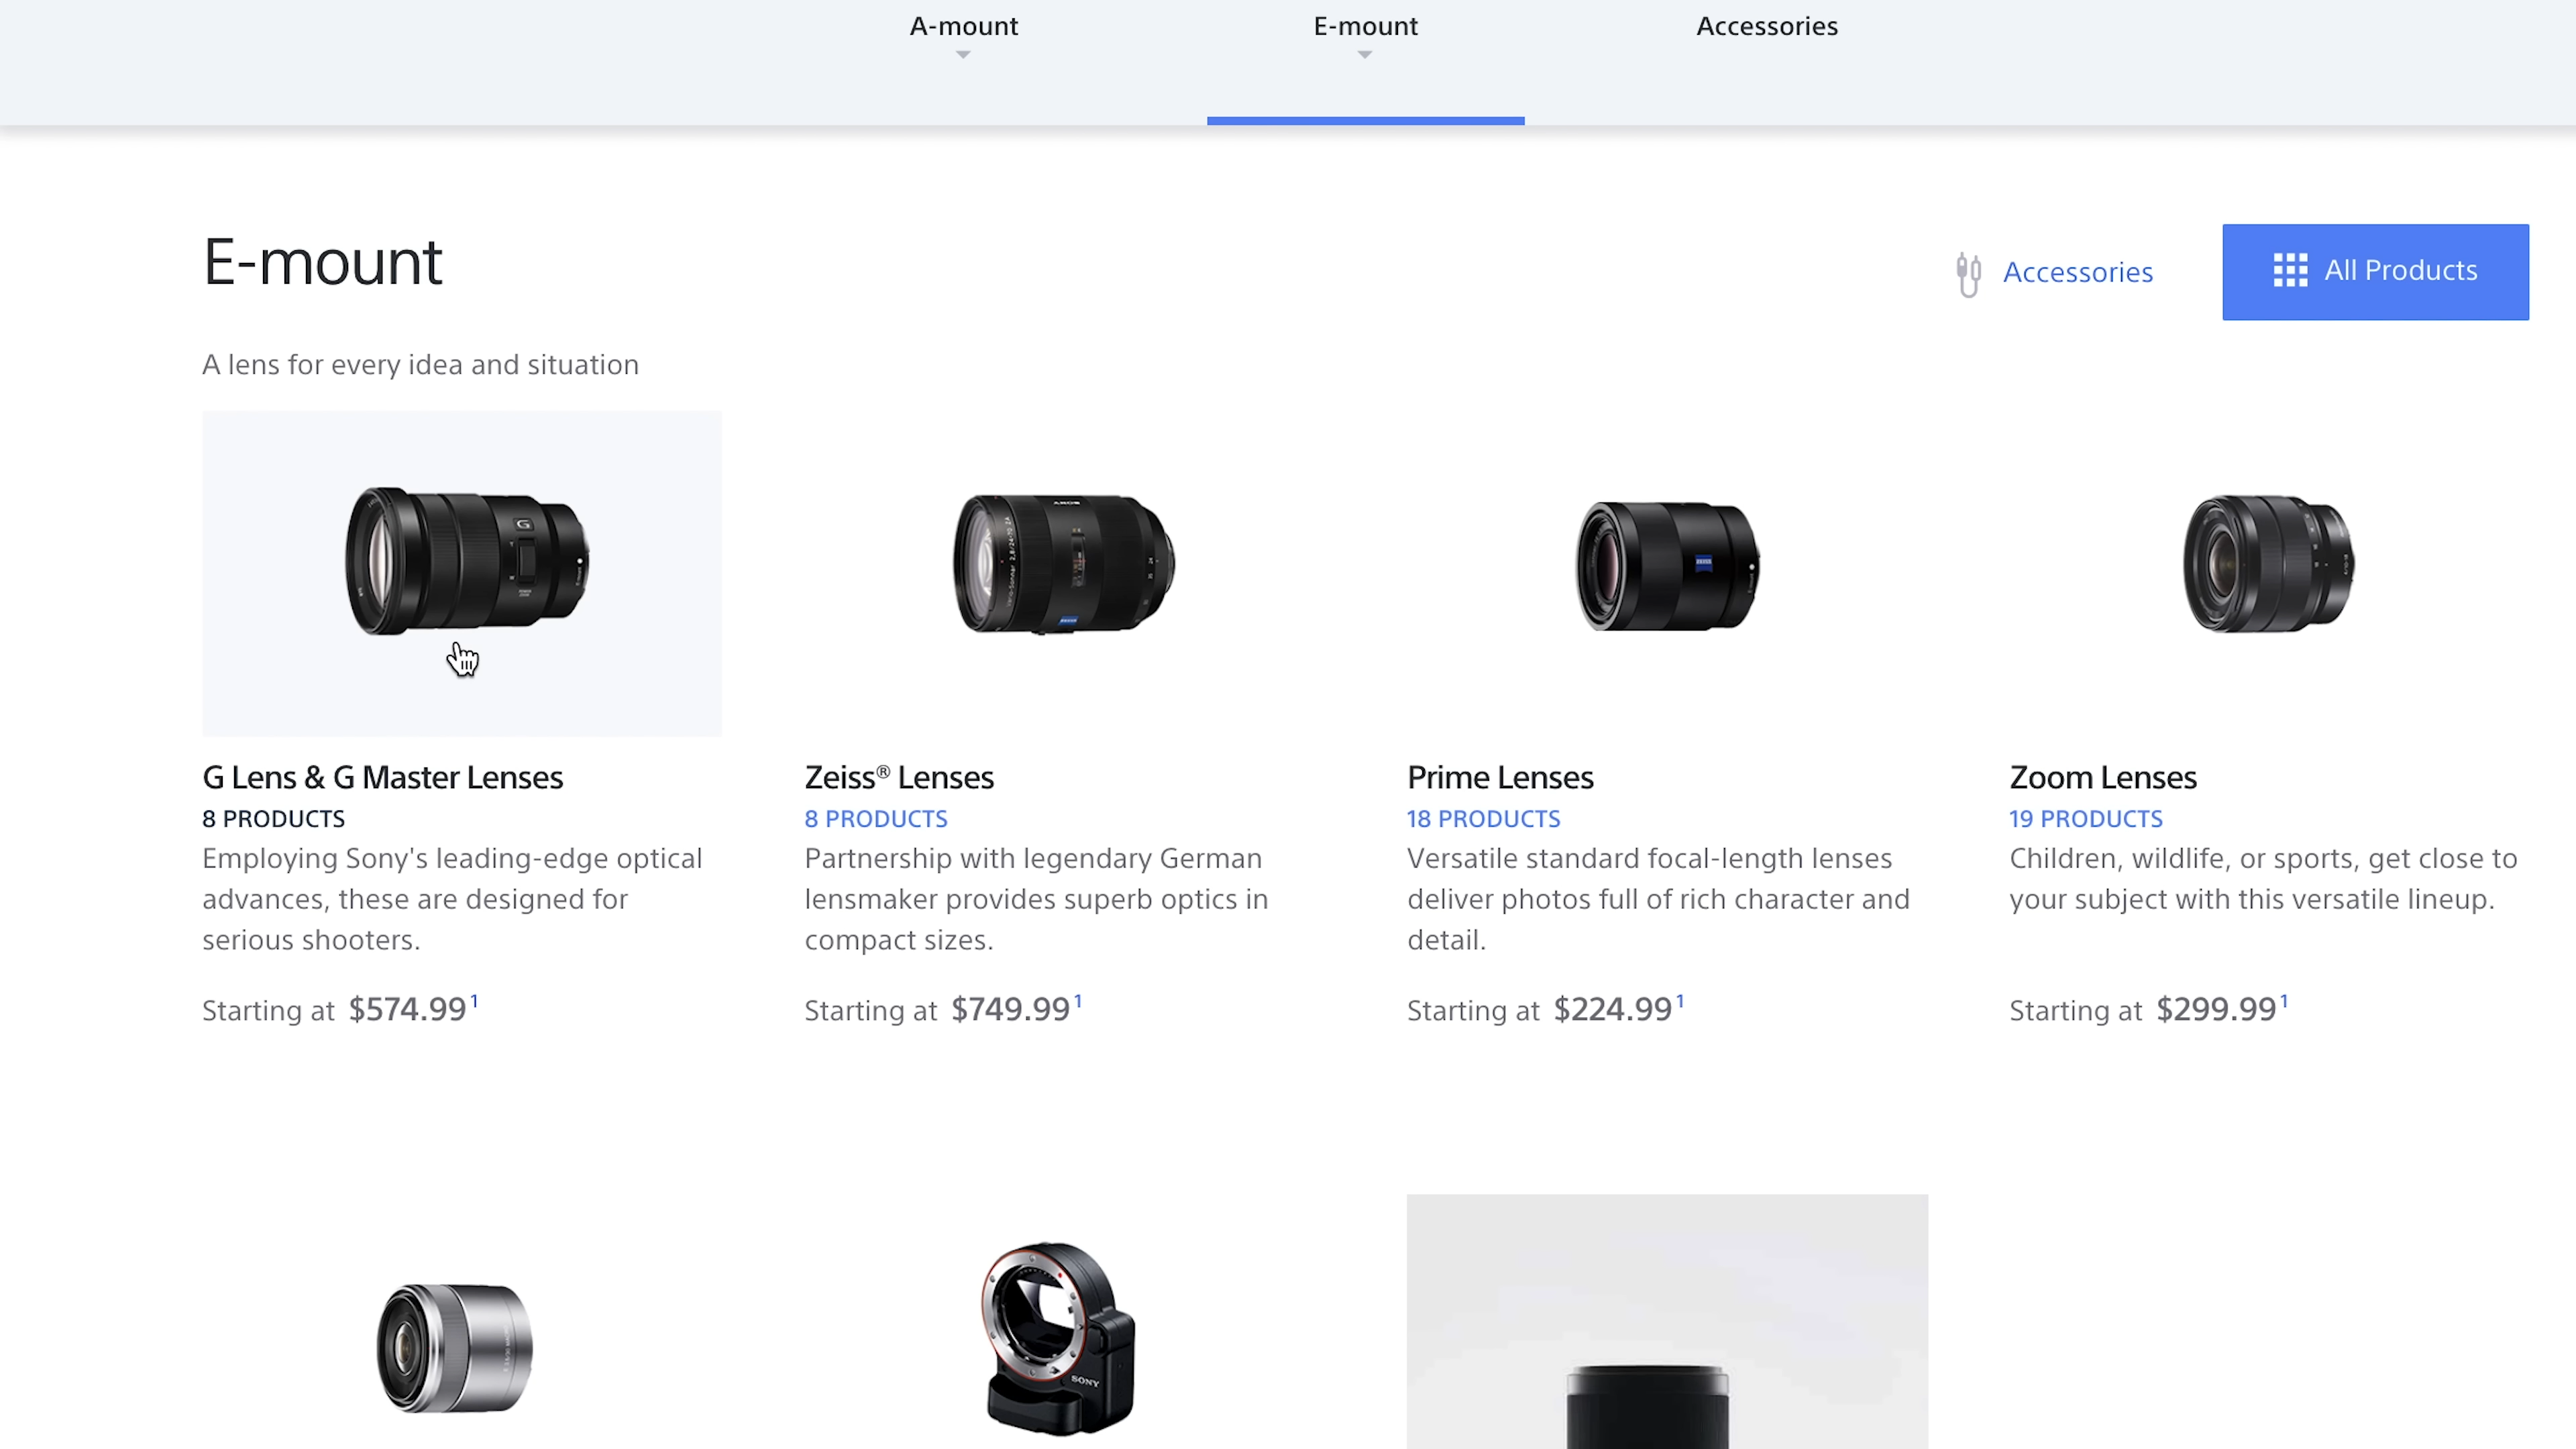 A-mount
E-mount
Accessories
E-mount
Accessories
All Products
A lens for every idea and situation
G
SONY
G Lens & G Master Lenses
8 PRODUCTS
Employing Sony's leading-edge optical
advances, these are designed for
serious shooters.
Starting at $574.99¹
Zeiss® Lenses
8 PRODUCTS
Partnership with legendary German
lensmaker provides superb optics in
compact sizes.
Starting at $749.99¹
Prime Lenses
18 PRODUCTS
Versatile standard focal-length lenses
deliver photos full of rich character and
detail.
Starting at $224.99¹
Zoom Lenses
19 PRODUCTS
Children, wildlife, or sports, get close to
your subject with this versatile lineup.
Starting at $299.99¹
SONY